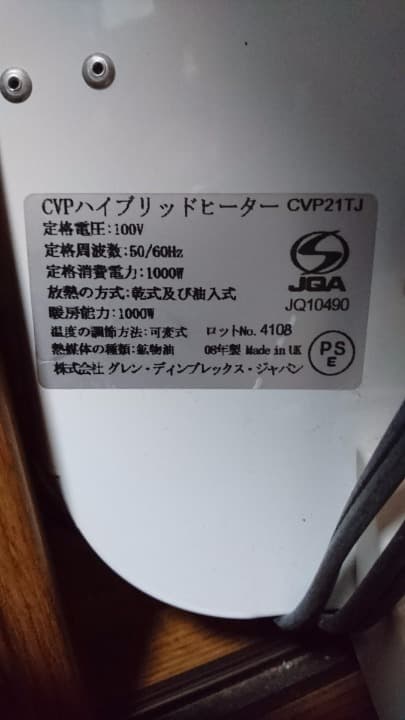 CVPハイブリッドヒーター CVP21TJ
定格電圧:100V
定格周波数:50/60Hz
定格消費電力:1000W
放熱の方式:乾式及び油入式
暖房能力:1000W
温度の調節方法:可変式 ロットNo. 4108
熱媒体の種類:鉱物油 08年製 Made in UK
株式会社 グレン・ディンプレックス・ジャパン
JQA
JQ10490
PS
E